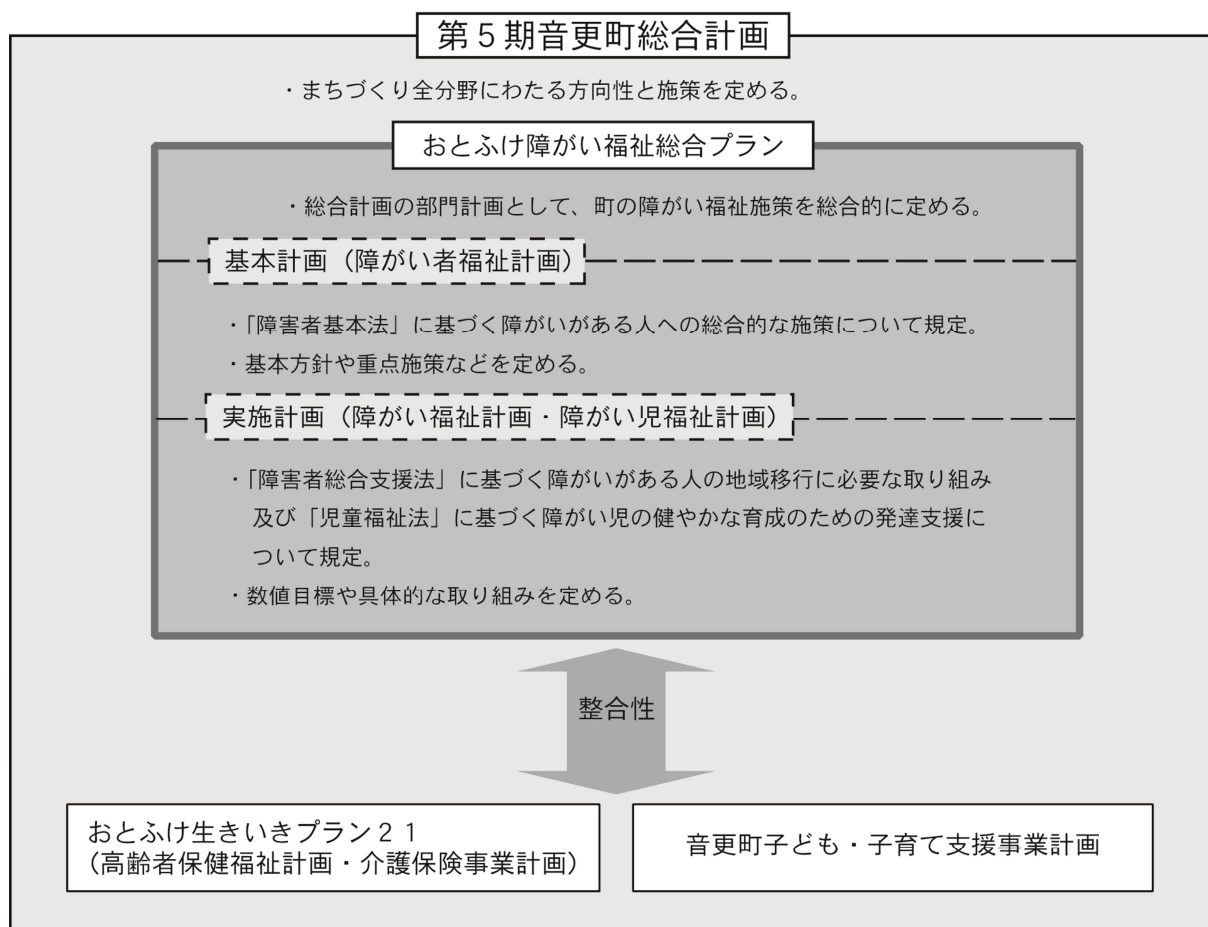 第５期音更町総合計画
・まちづくり全分野にわたる方向性と施策を定める。
おとふけ障がい福祉総合プラン
・総合計画の部門計画として、町の障がい福祉施策を総合的に定める。
基本計画（障がい者福祉計画）
・「障害者基本法」に基づく障がいがある人への総合的な施策について規定。
・基本方針や重点施策などを定める。
実施計画（障がい福祉計画・障がい児福祉計画）
・「障害者総合支援法」に基づく障がいがある人の地域移行に必要な取り組み
及び「児童福祉法」に基づく障がい児の健やかな育成のための発達支援に
ついて規定。
・数値目標や具体的な取り組みを定める。
整合性
おとふけ生きいきプラン２１
（高齢者保健福祉計画・介護保険事業計画）
音更町子ども・子育て支援事業計画